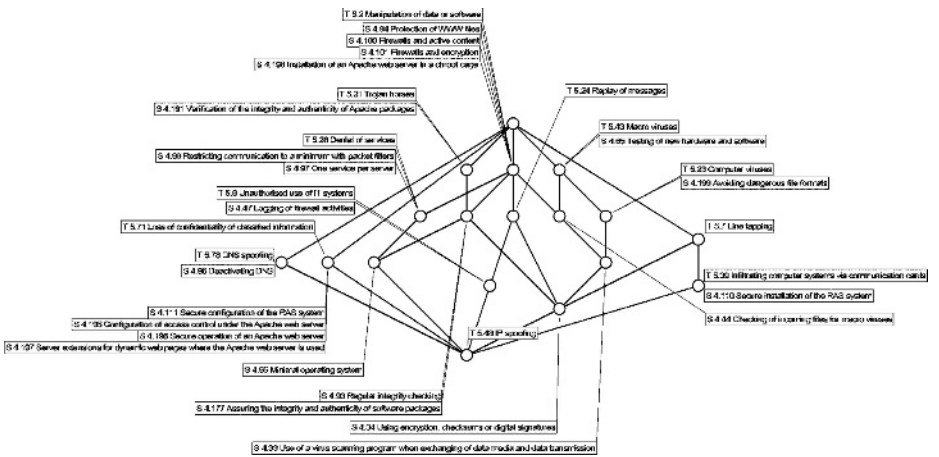 T 5.2 Manipulation of data or software
S 4.94 Protection of WWW files
S 4.100 Firewalls and active content
S 4.101 Firewalls and encryption
S 4.198 Installation of an Apache web server in a chroot cage
T 5.21 Trojan horses
T 5.24 Replay of messages
S 4.191 Verification of the integrity and authenticity of Apache packages
T 5.28 Denial of services
T 5.43 Macro viruses
S 4.98 Restricting communication to a minimum with packet filters
S 4.65 Testing of new hardware and software
S 4.97 One service per server
T 5.23 Computer viruses
T 5.9 Unauthorised use of IT systems
S 4.199 Avoiding dangerous file formats
S 4.47 Logging of firewall activities
T 5.71 Loss of confidentiality of classified information
T 5.7 Line tapping
T 5.78 DNS spoofing
S 4.96 Deactivating DNS
T 5.39 Infiltrating computer systems via communication cards
S 4.110 Secure installation of the RAS system
S 4.111 Secure configuration of the RAS system
S 4.44 Checking of incoming files for macro viruses
S 4.195 Configuration of access control under the Apache web server
T 5.48 IP spoofing
S 4.196 Secure operation of an Apache web server
S 4.197 Server extensions for dynamic web pages where the Apache web server is used
S 4.95 Minimal operating system
S 4.93 Regular integrity checking
S 4.177 Assuring the integrity and authenticity of software packages
S 4.34 Using encryption, checksums or digital signatures
S 4.33 Use of a virus scanning program when exchanging of data media and data transmission